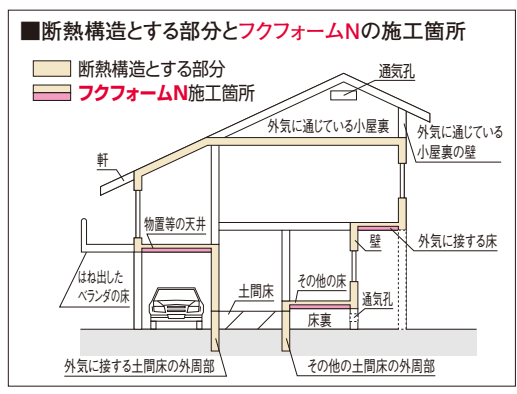 ■断熱構造とする部分とフクフォームNの施工箇所
断熱構造とする部分
フクフォームN施工箇所
通気孔
外気に通じている小屋裏
外気に通じている
小屋裏の壁
軒
物置等の天井
壁
外気に接する床
はね出した
ベランダの床
土間床
その他の床
通気孔
床裏
外気に接する土間床の外周部
その他の土間床の外周部